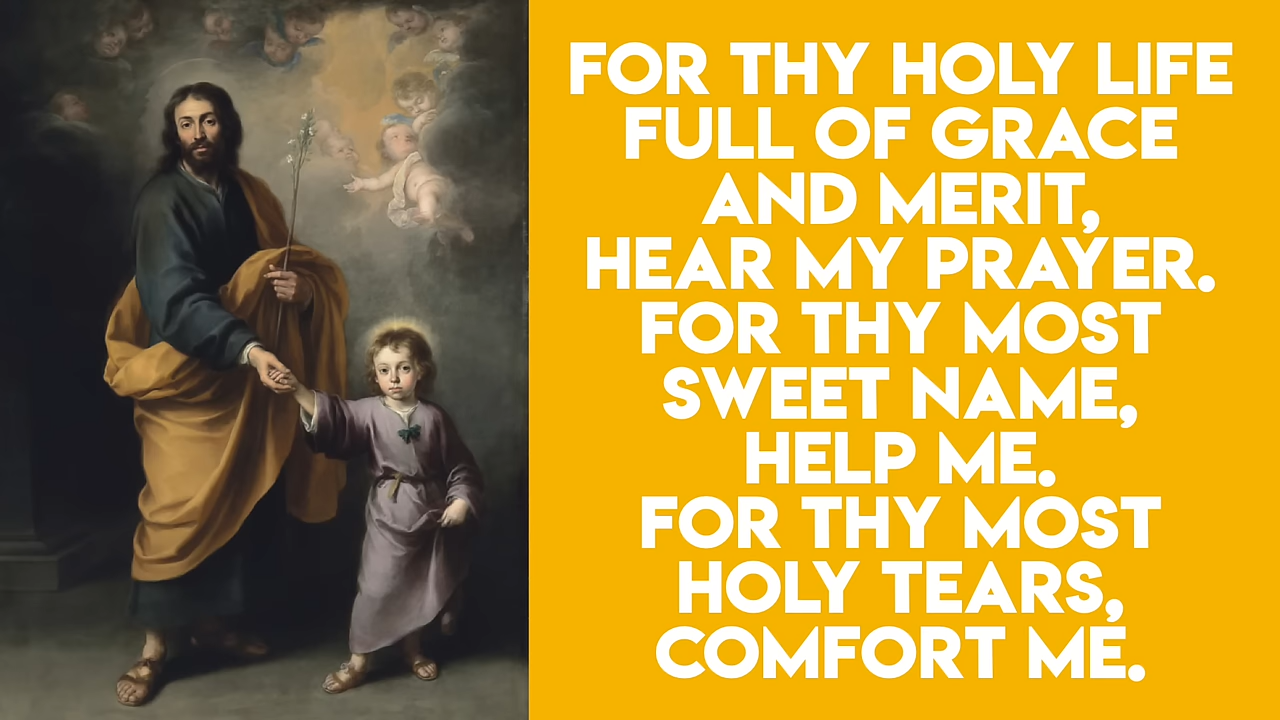 FOR THY HOLY LIFE
FULL OF GRACE
AND MERIT,
HEAR MY PRAYER.
FOR THY MOST
SWEET NAME,
HELP ME.
FOR THY MOST
HOLY TEARS,
COMFORT ME.